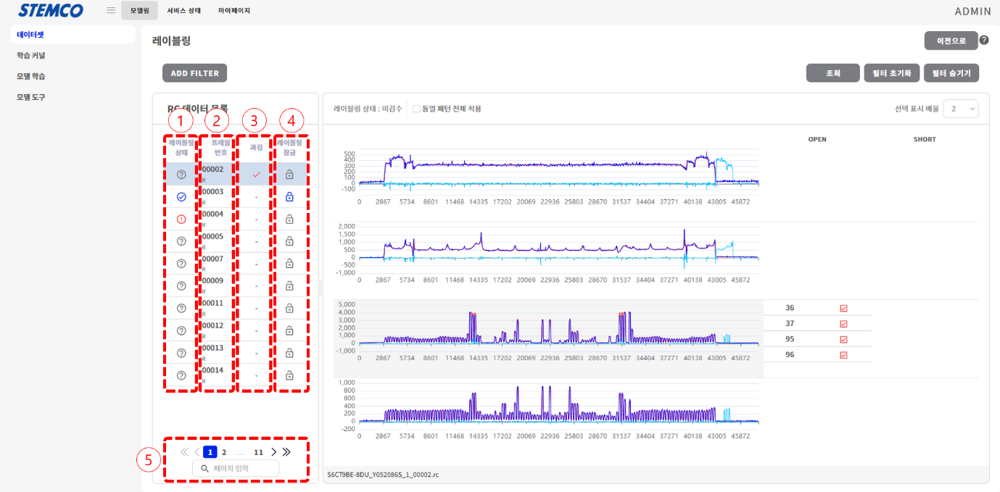 STEMCO 모델링 서비스 상태 마이페이지 ADMIN
데이터셋
학습 커널
모델 학습
모델 도구
레이블링 이전으로 ?
ADD FILTER 조회 필터 초기화 필터 숨기기
RC 데이터 목록
1 2 3 4
레이블링 상태 프레임 번호 과검 레이블링 잠금
00002
R
00003
R -
00004
R -
00005
R -
00007
R -
00009
R -
00011
R -
00012
R -
00013
R -
00014
R -
5
1 2 ... 11
페이지 입력
레이블링 상태 : 미검수 동일 패턴 전체 적용 선택 표시 배율 2
OPEN SHORT
500
400
300
200
100
0
-100
0 2867 5734 8601 11468 14335 17202 20069 22936 25803 28670 31537 34404 37271 40138 43005 45872
2,000
1,500
1,000
500
0
-500
-1,000
0 2867 5734 8601 11468 14335 17202 20069 22936 25803 28670 31537 34404 37271 40138 43005 45872
5,000
4,000
3,000
2,000
1,000
0
-1,000
0 2867 5734 8601 11468 14335 17202 20069 22936 25803 28670 31537 34404 37271 40138 43005 45872
36
37
95
96
1,000
800
600
400
200
0
-200
0 2867 5734 8601 11468 14335 17202 20069 22936 25803 28670 31537 34404 37271 40138 43005 45872
S6CT9BE-8DU_Y052086S_1_00002.rc